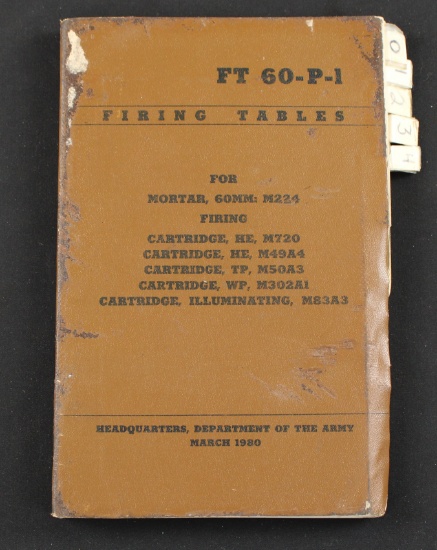 FT 60-P-1
FIRING TABLES
FOR
MORTAR, 60MM: M224
FIRING
CARTRIDGE, HE, M720
CARTRIDGE, HE, M49A4
CARTRIDGE, TP, M50A3
CARTRIDGE, WP, M302A1
CARTRIDGE, ILLUMINATING, M83A3
HEADQUARTERS, DEPARTMENT OF THE ARMY
MARCH 1980
0
1
2
3
4